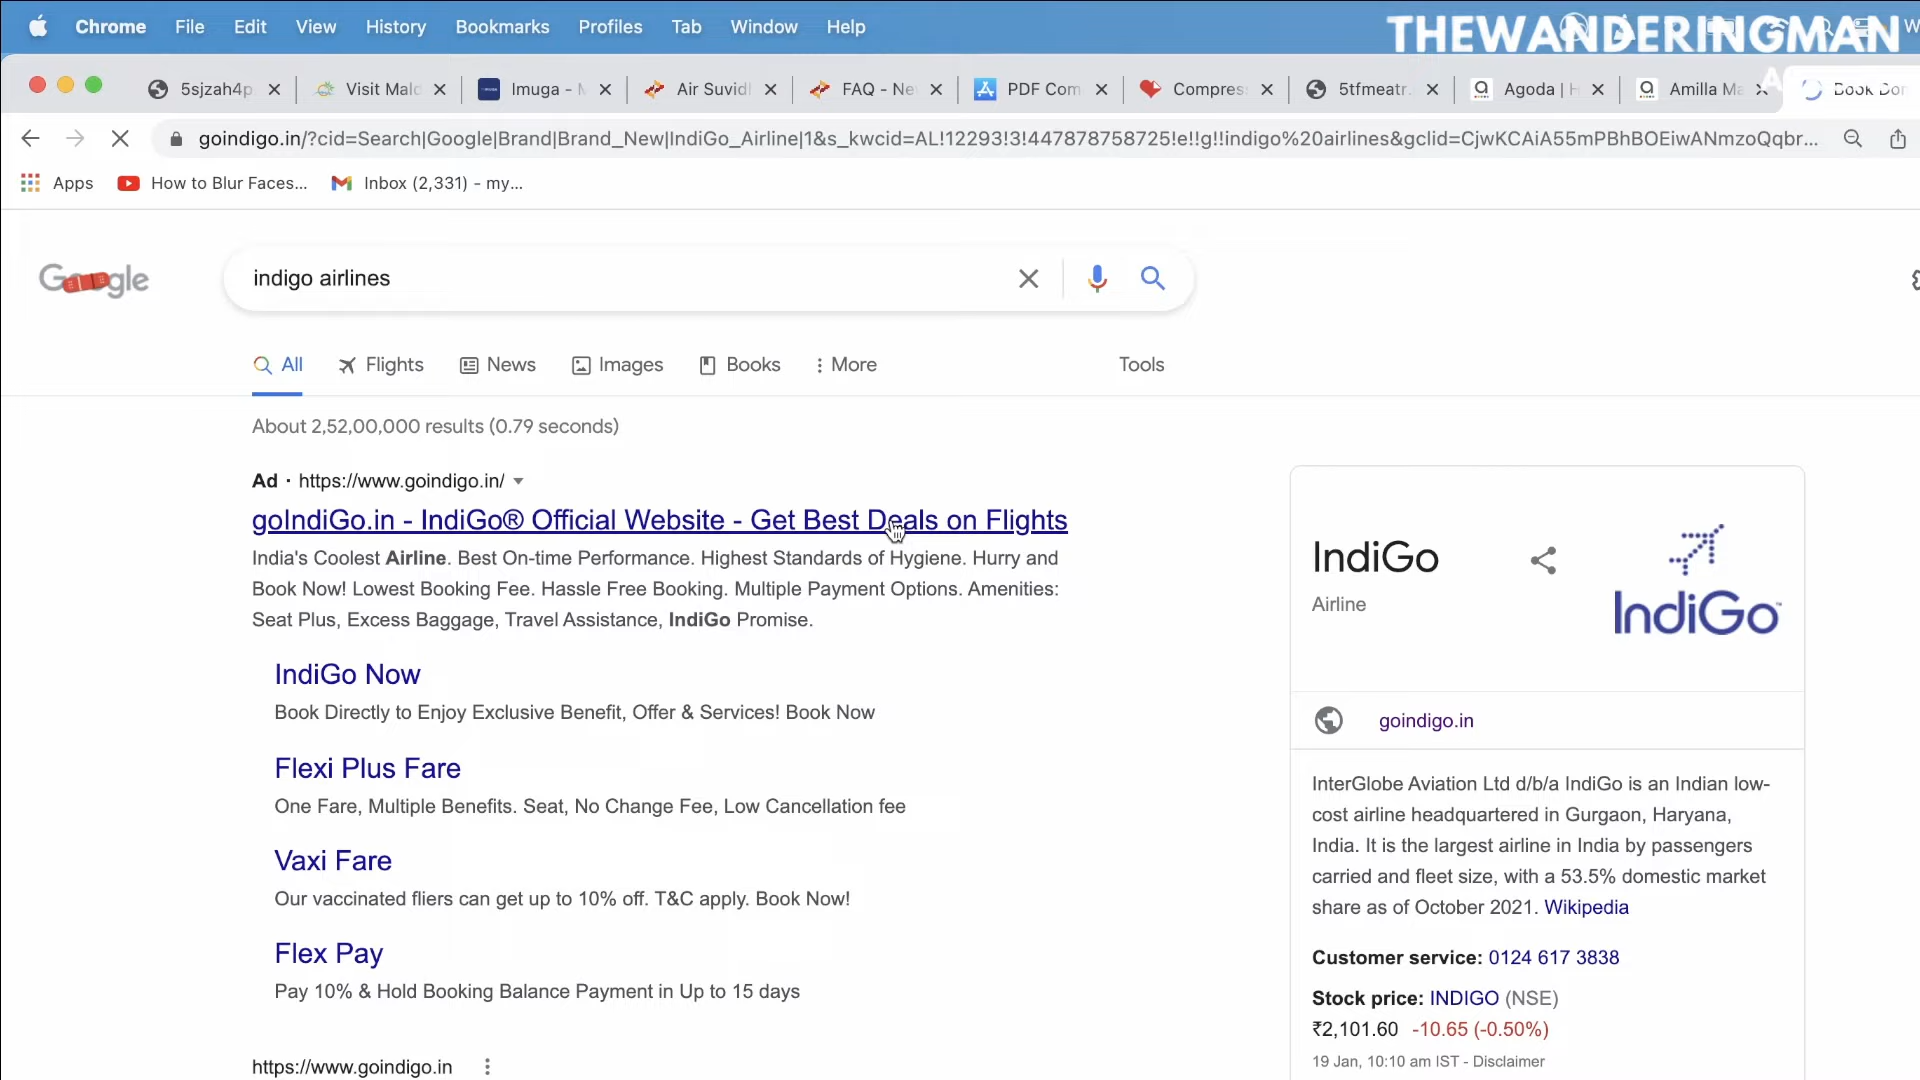 Chrome File Edit View History Bookmarks Profiles Tab Window Help
THEWANDERINGMAN
5sjzah4p Visit Mald Imuga - M Air Suvid FAQ - Ne PDF Com Compres 5tfmeatr. Agoda | H Amilla Ma Book Dom
goindigo.in/?cid=Search|Google|Brand|Brand_New|IndiGo_Airline|1&s_kwcid=AL!12293!3!447878758725!e!!g!!indigo%20airlines&gclid=CjwKCAiA55mPBhBOEiwANmzoQqbr...
Apps How to Blur Faces... Inbox (2,331) - my...
Google
indigo airlines
All Flights News Images Books More Tools
About 2,52,00,000 results (0.79 seconds)
Ad · https://www.goindigo.in/
goIndiGo.in - IndiGo® Official Website - Get Best Deals on Flights
India's Coolest Airline. Best On-time Performance. Highest Standards of Hygiene. Hurry and
Book Now! Lowest Booking Fee. Hassle Free Booking. Multiple Payment Options. Amenities:
Seat Plus, Excess Baggage, Travel Assistance, IndiGo Promise.
IndiGo Now
Book Directly to Enjoy Exclusive Benefit, Offer & Services! Book Now
Flexi Plus Fare
One Fare, Multiple Benefits. Seat, No Change Fee, Low Cancellation fee
Vaxi Fare
Our vaccinated fliers can get up to 10% off. T&C apply. Book Now!
Flex Pay
Pay 10% & Hold Booking Balance Payment in Up to 15 days
https://www.goindigo.in
IndiGo
Airline
IndiGo
goindigo.in
InterGlobe Aviation Ltd d/b/a IndiGo is an Indian low-
cost airline headquartered in Gurgaon, Haryana,
India. It is the largest airline in India by passengers
carried and fleet size, with a 53.5% domestic market
share as of October 2021. Wikipedia
Customer service: 0124 617 3838
Stock price: INDIGO (NSE)
₹2,101.60 -10.65 (-0.50%)
19 Jan, 10:10 am IST - Disclaimer